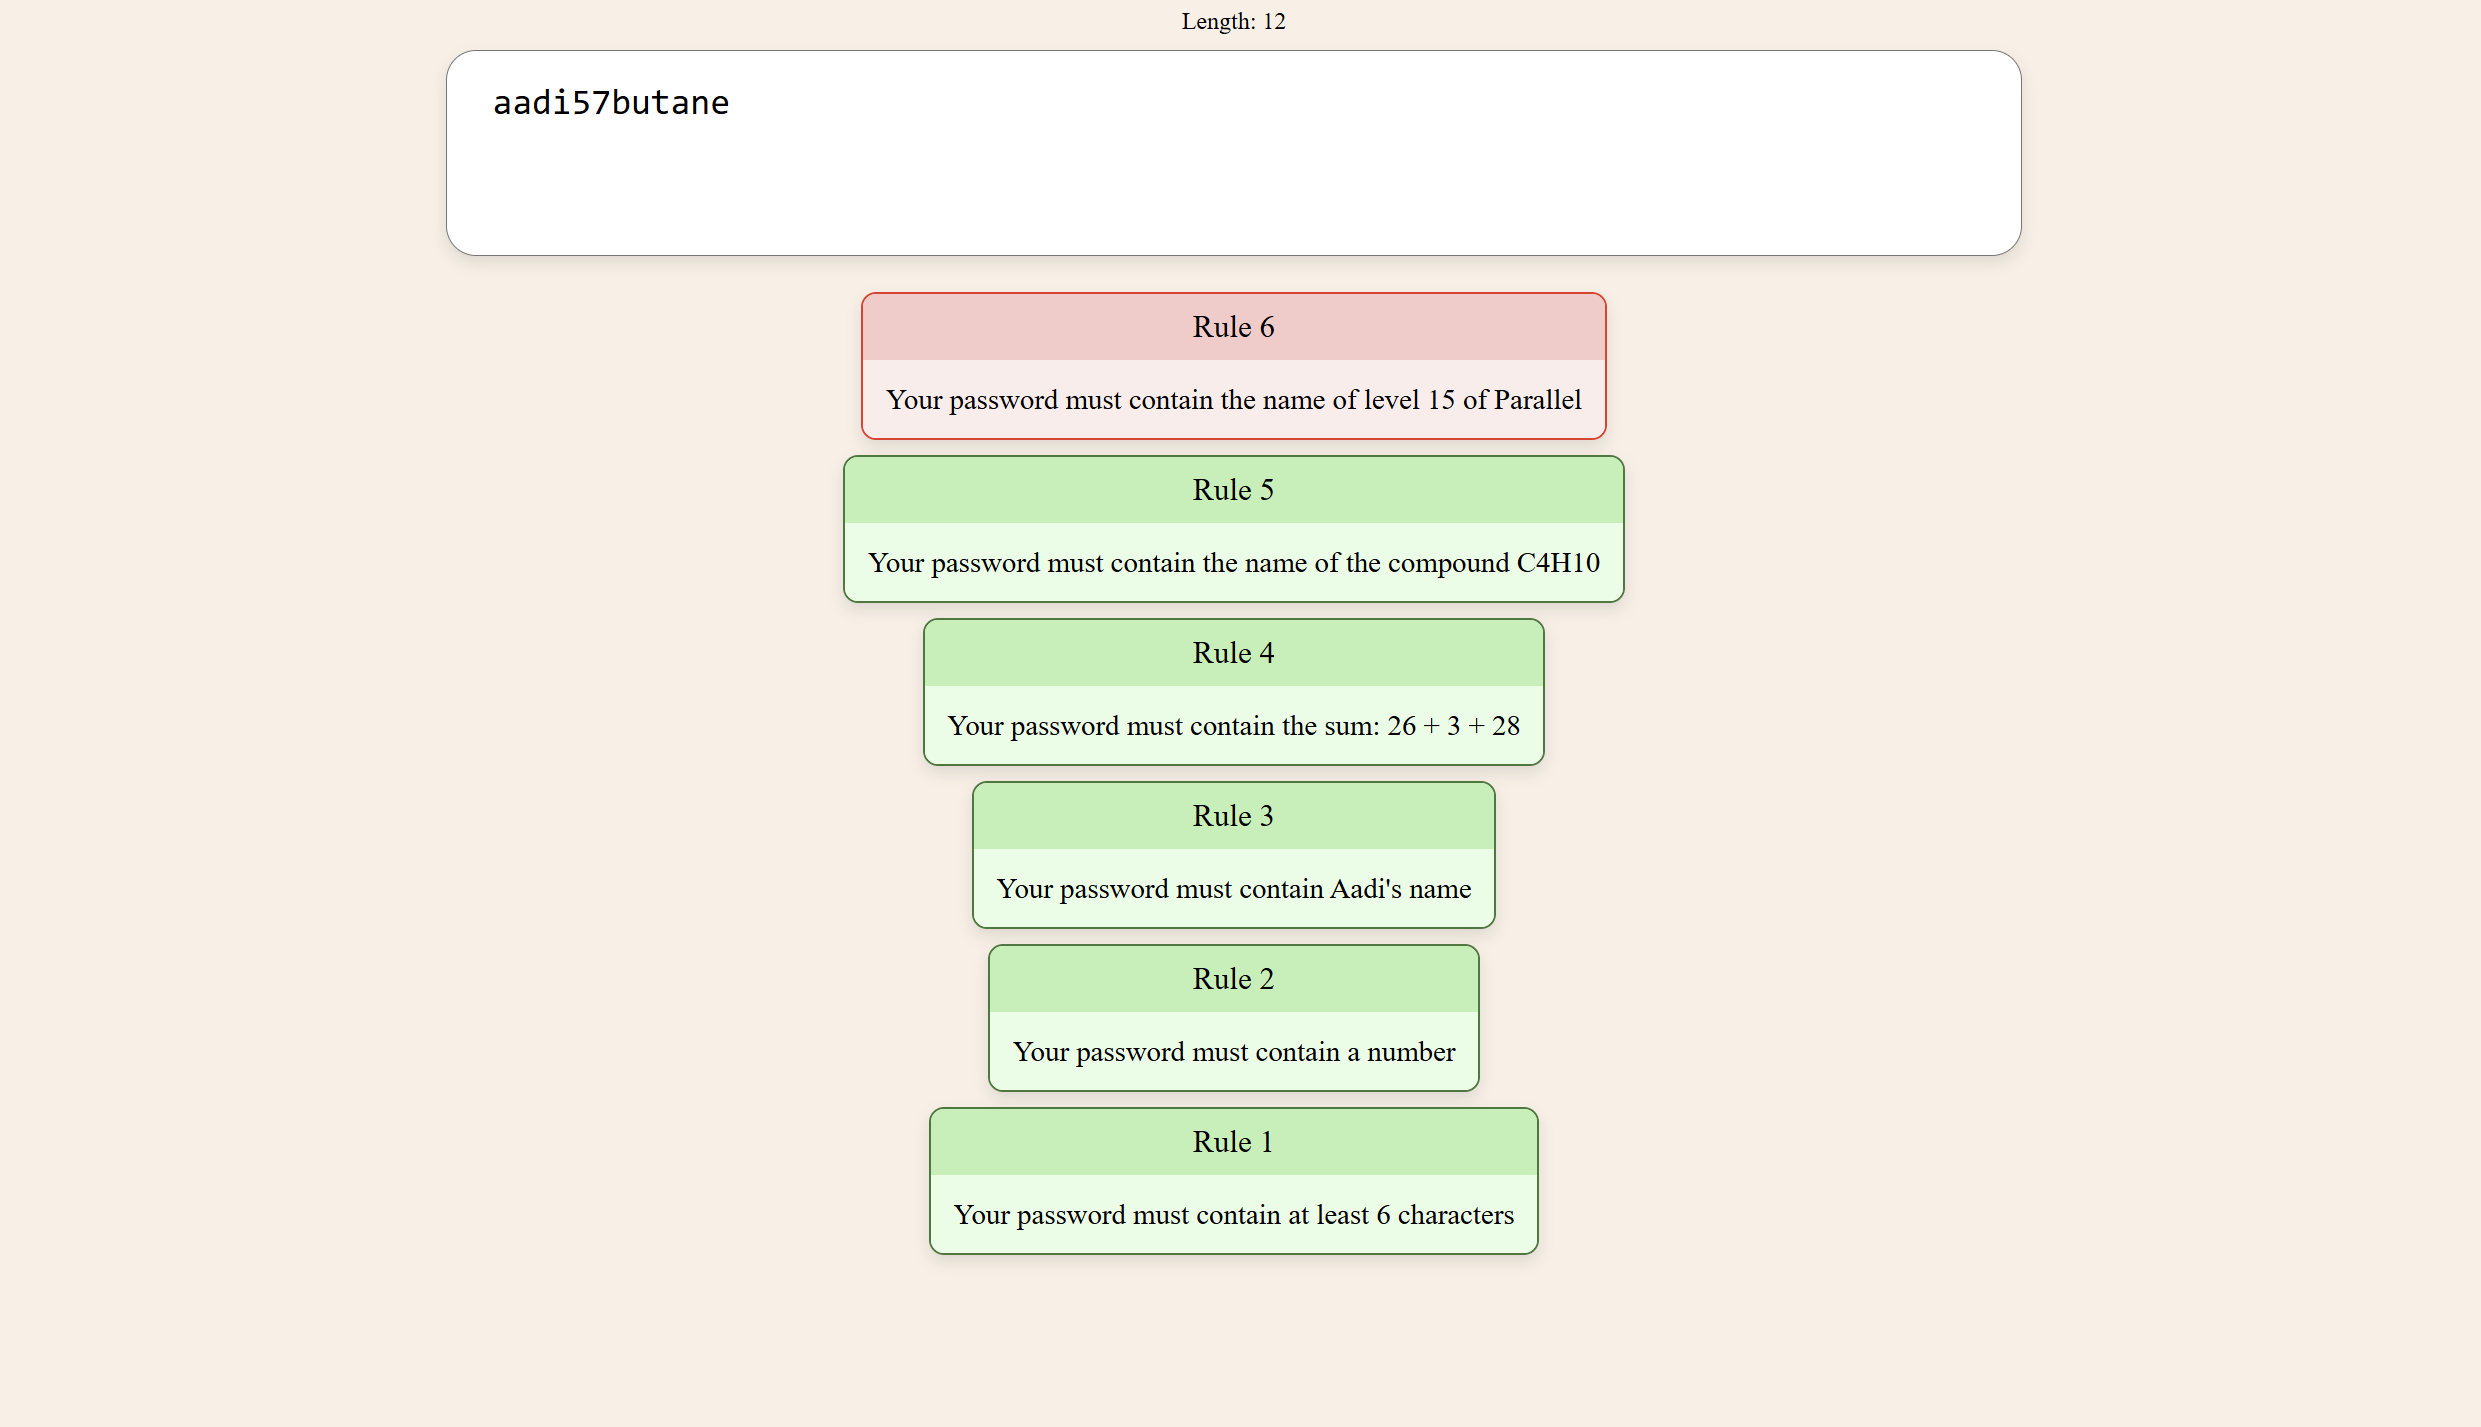 Length: 12
aadi57butane
Rule 6
Your password must contain the name of level 15 of Parallel
Rule 5
Your password must contain the name of the compound C4H10
Rule 4
Your password must contain the sum: 26 + 3 + 28
Rule 3
Your password must contain Aadi's name
Rule 2
Your password must contain a number
Rule 1
Your password must contain at least 6 characters